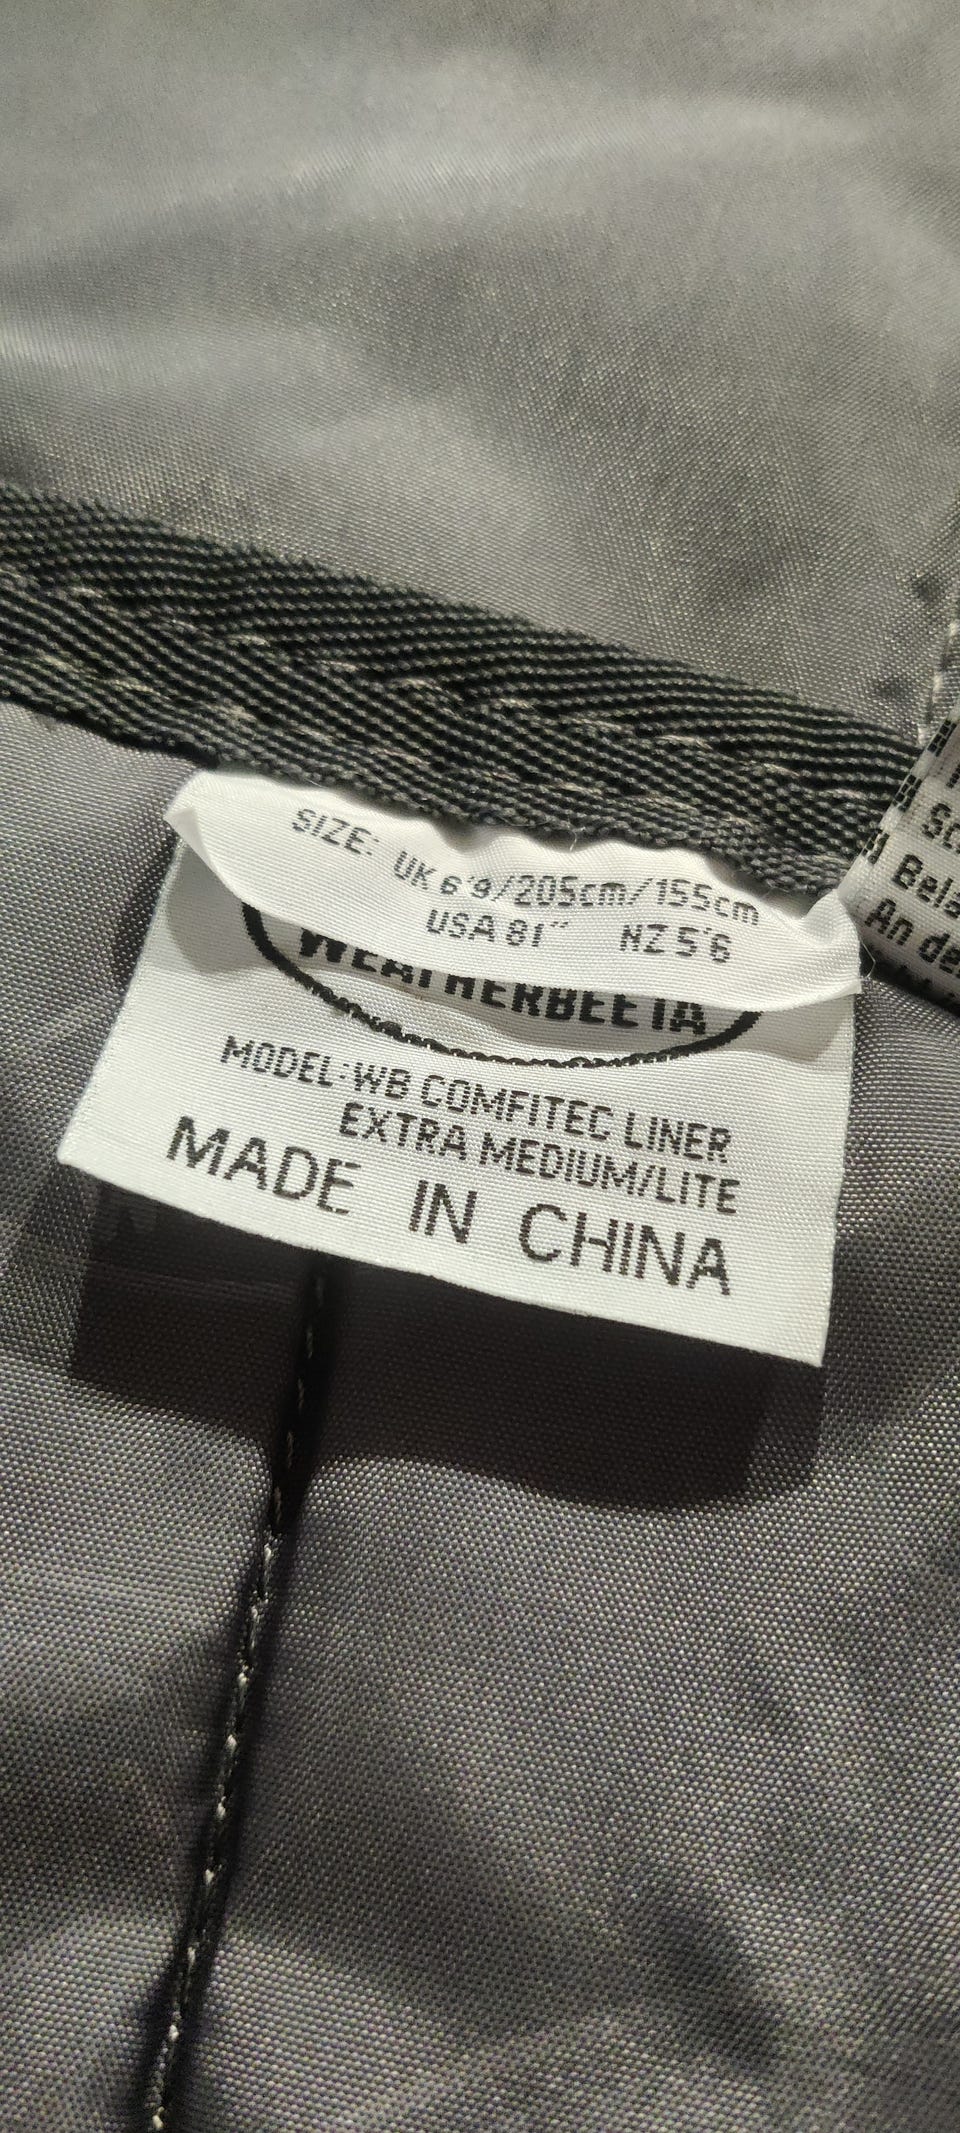 SIZE: UK 6'9/205cm/155cm
USA 81" NZ 5'6
WEATHERBEETA
MODEL:WB COMFITEC LINER
EXTRA MEDIUM/LITE
MADE IN CHINA